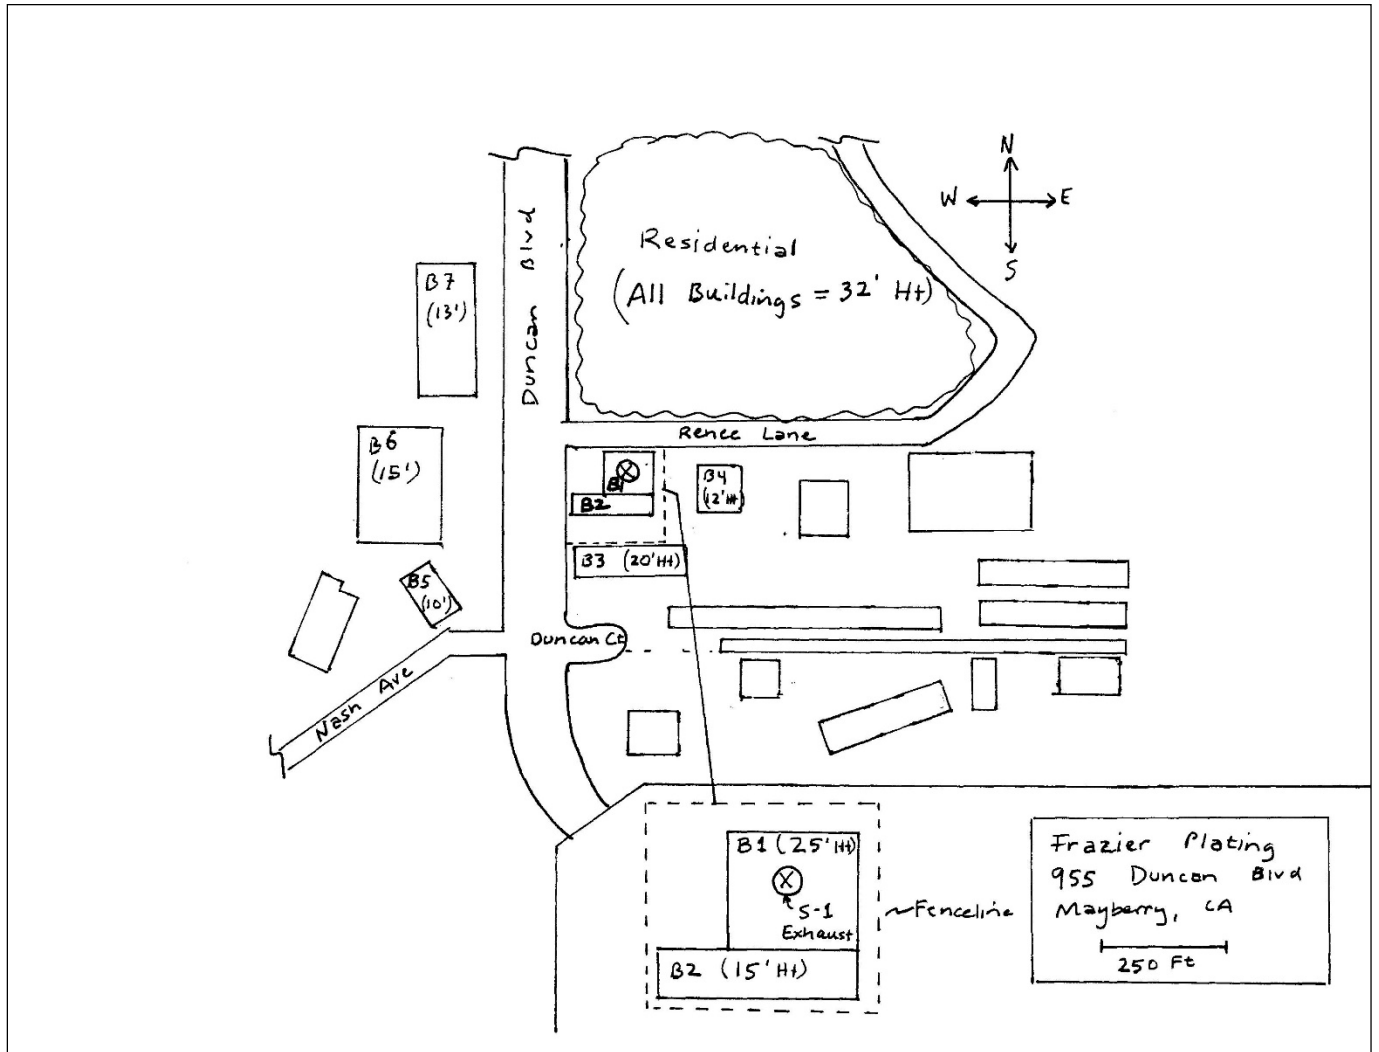 N
W E
S
Residential
(All Buildings = 32' Ht)
Duncan Blvd
B7
(13')
Renee Lane
B6
(15')
B1
B2
B4
(12' Ht)
B3 (20' Ht)
B5
(10')
Duncan Ct
Nash Ave
B1 (25' Ht)
S-1
Exhaust
B2 (15' Ht)
Fenceline
Frazier Plating
955 Duncan Blvd
Mayberry, CA
250 Ft